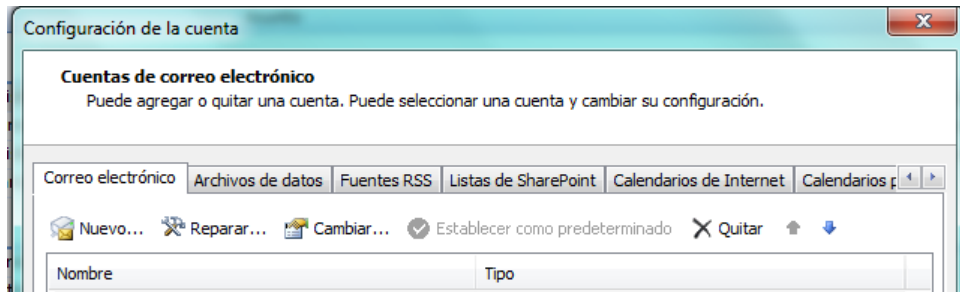 Configuración de la cuenta
Cuentas de correo electrónico
Puede agregar o quitar una cuenta. Puede seleccionar una cuenta y cambiar su configuración.
Correo electrónico Archivos de datos Fuentes RSS Listas de SharePoint Calendarios de Internet Calendarios
Nuevo... Reparar... Cambiar... Establecer como predeterminado Quitar
Nombre Tipo